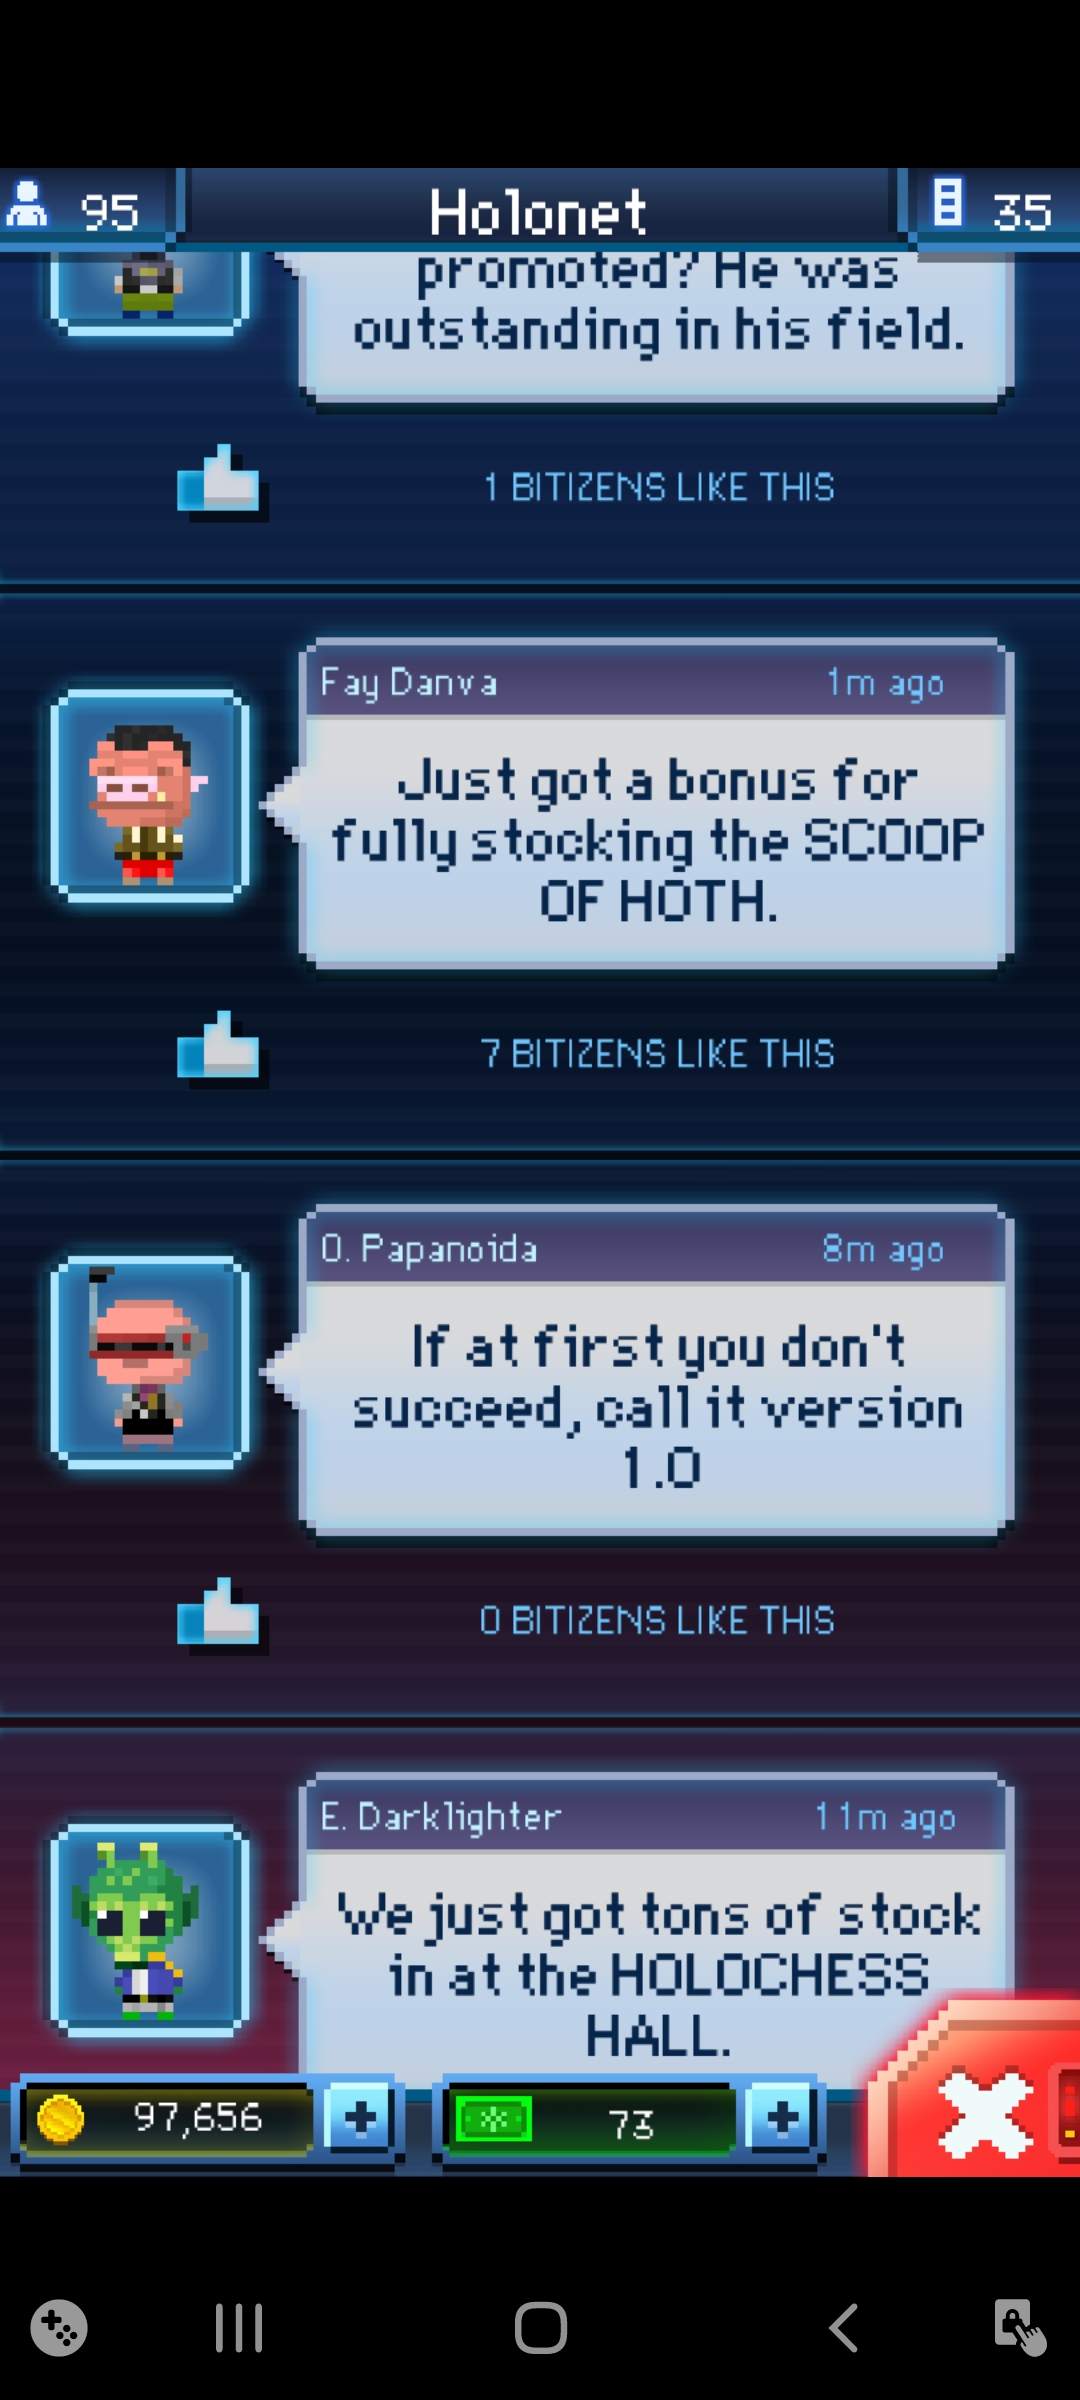 95
Holonet
35
promoted? He was
outstanding in his field.
1 BITIZENS LIKE THIS
Fay Danva
1m ago
Just got a bonus for
fully stocking the SCOOP
OF HOTH.
7 BITIZENS LIKE THIS
O. Papanoida
8m ago
If at first you don't
succeed, call it version
1.0
0 BITIZENS LIKE THIS
E. Darklighter
11m ago
We just got tons of stock
in at the HOLOCHESS
HALL.
97,656
73